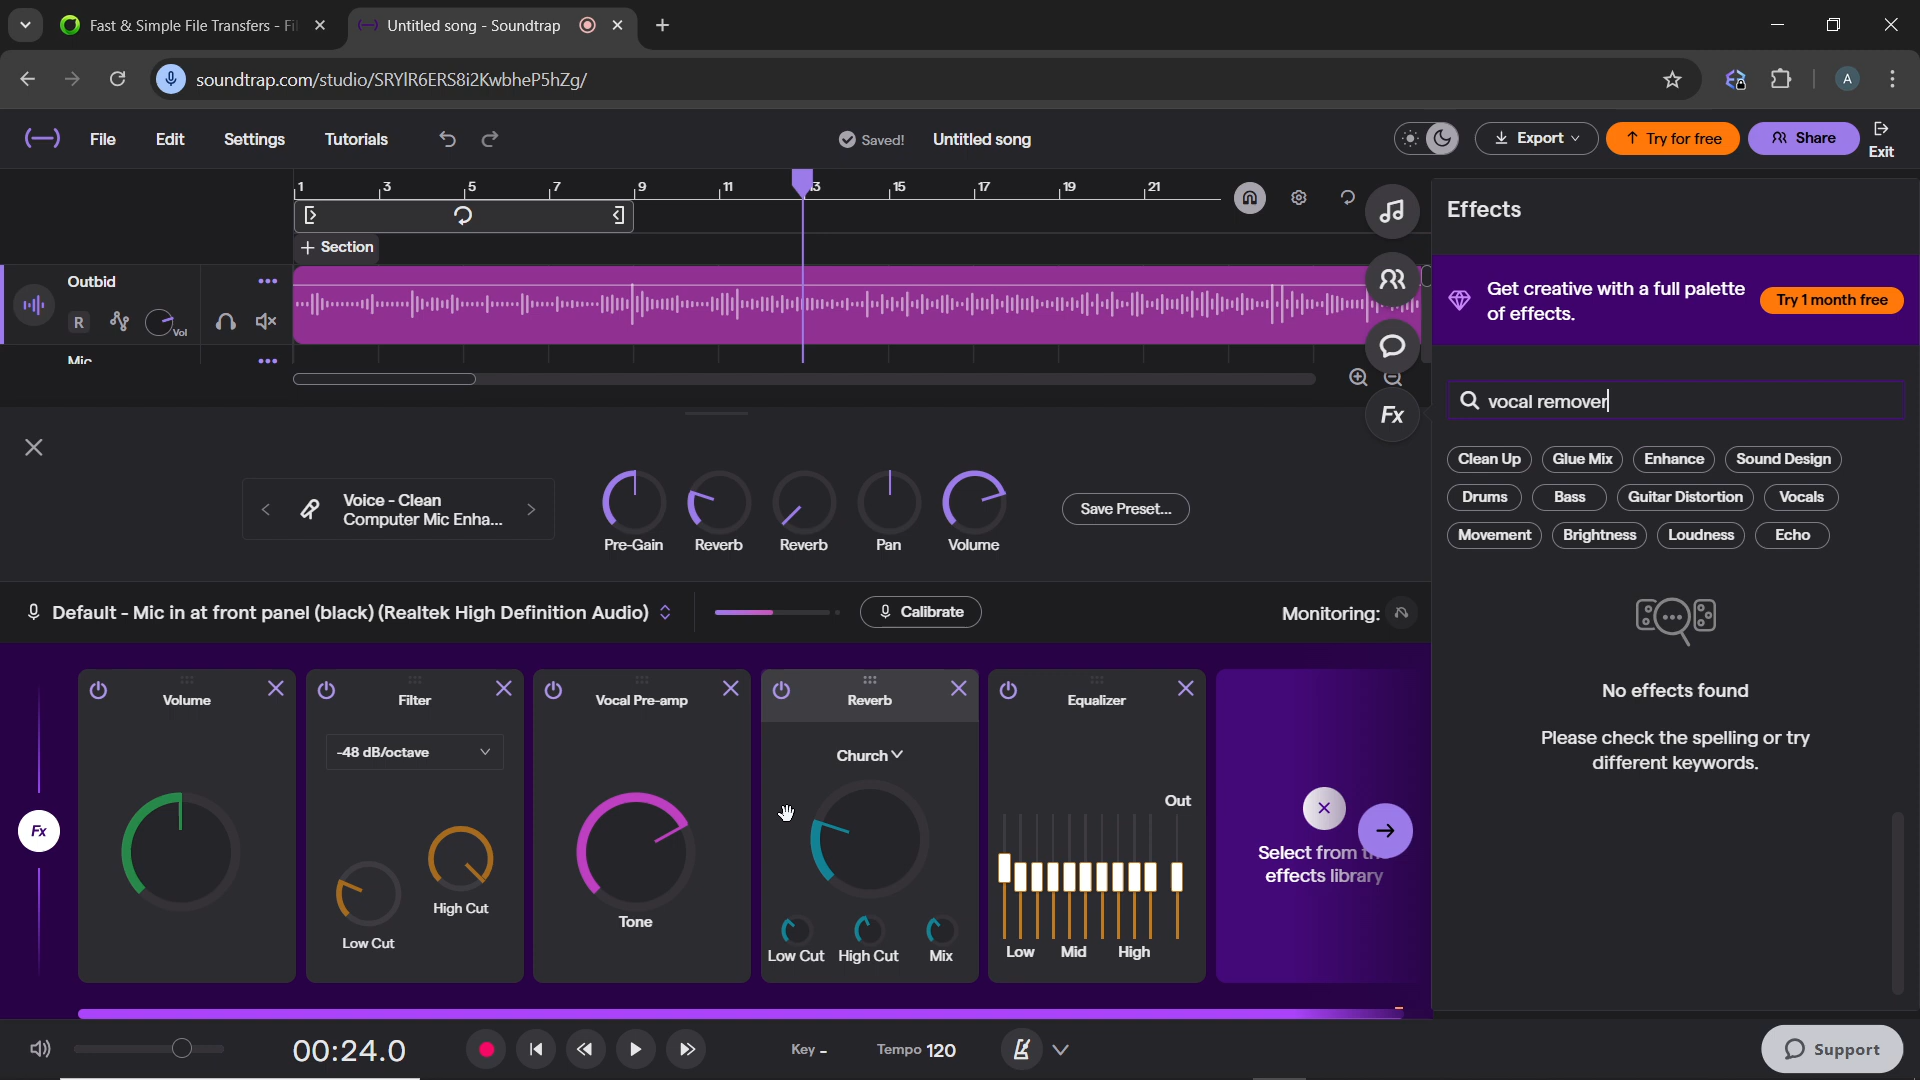 Fast & Simple File Transfers - Fil
Untitled song - Soundtrap
soundtrap.com/studio/SRYlR6ERS8i2KwbheP5hZg/
A
File
Edit
Settings
Tutorials
Saved!
Untitled song
Export
Try for free
Share
Exit
1
3
5
7
9
11
13
15
17
19
21
+ Section
Outbid
R
Vol
Mic
Effects
Get creative with a full palette
of effects.
Try 1 month free
vocal remover
Fx
Clean Up
Glue Mix
Enhance
Sound Design
Drums
Bass
Guitar Distortion
Vocals
Movement
Brightness
Loudness
Echo
No effects found
Please check the spelling or try
different keywords.
Voice - Clean
Computer Mic Enha...
Pre-Gain
Reverb
Reverb
Pan
Volume
Save Preset...
Default - Mic in at front panel (black) (Realtek High Definition Audio)
Calibrate
Monitoring:
Fx
Volume
Filter
-48 dB/octave
Low Cut
High Cut
Vocal Pre-amp
Tone
Reverb
Church
Low Cut
High Cut
Mix
Equalizer
Out
Low
Mid
High
Select from
effects library
00:24.0
Key -
Tempo 120
Support